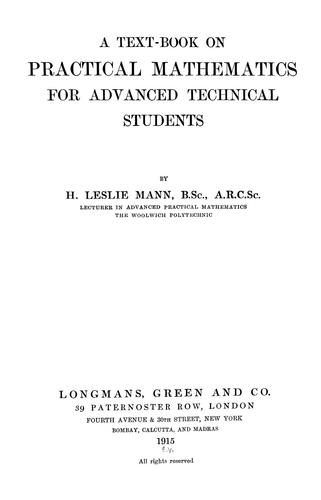 A TEXT-BOOK ON
PRACTICAL MATHEMATICS
FOR ADVANCED TECHNICAL
STUDENTS
BY
H. LESLIE MANN, B.Sc., A.R.C.Sc.
LECTURER IN ADVANCED PRACTICAL MATHEMATICS
THE WOOLWICH POLYTECHNIC
LONGMANS, GREEN AND CO.
39 PATERNOSTER ROW, LONDON
FOURTH AVENUE & 30TH STREET, NEW YORK
BOMBAY, CALCUTTA, AND MADRAS
1915
All rights reserved